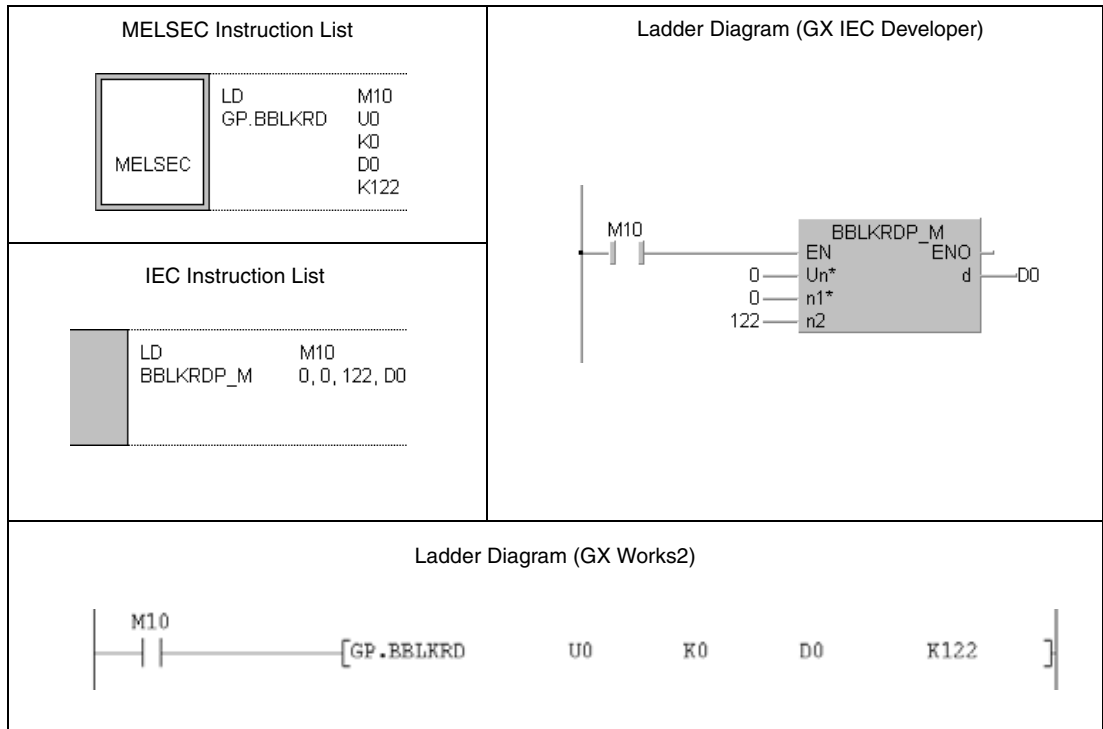 MELSEC Instruction List
MELSEC
LD M10
GP.BBLKRD U0
K0
D0
K122
IEC Instruction List
LD M10
BBLKRDP_M 0, 0, 122, D0
Ladder Diagram (GX IEC Developer)
M10
BBLKRDP_M
EN ENO
0 Un* d D0
0 n1*
122 n2
Ladder Diagram (GX Works2)
M10
[GP.BBLKRD U0 K0 D0 K122 ]